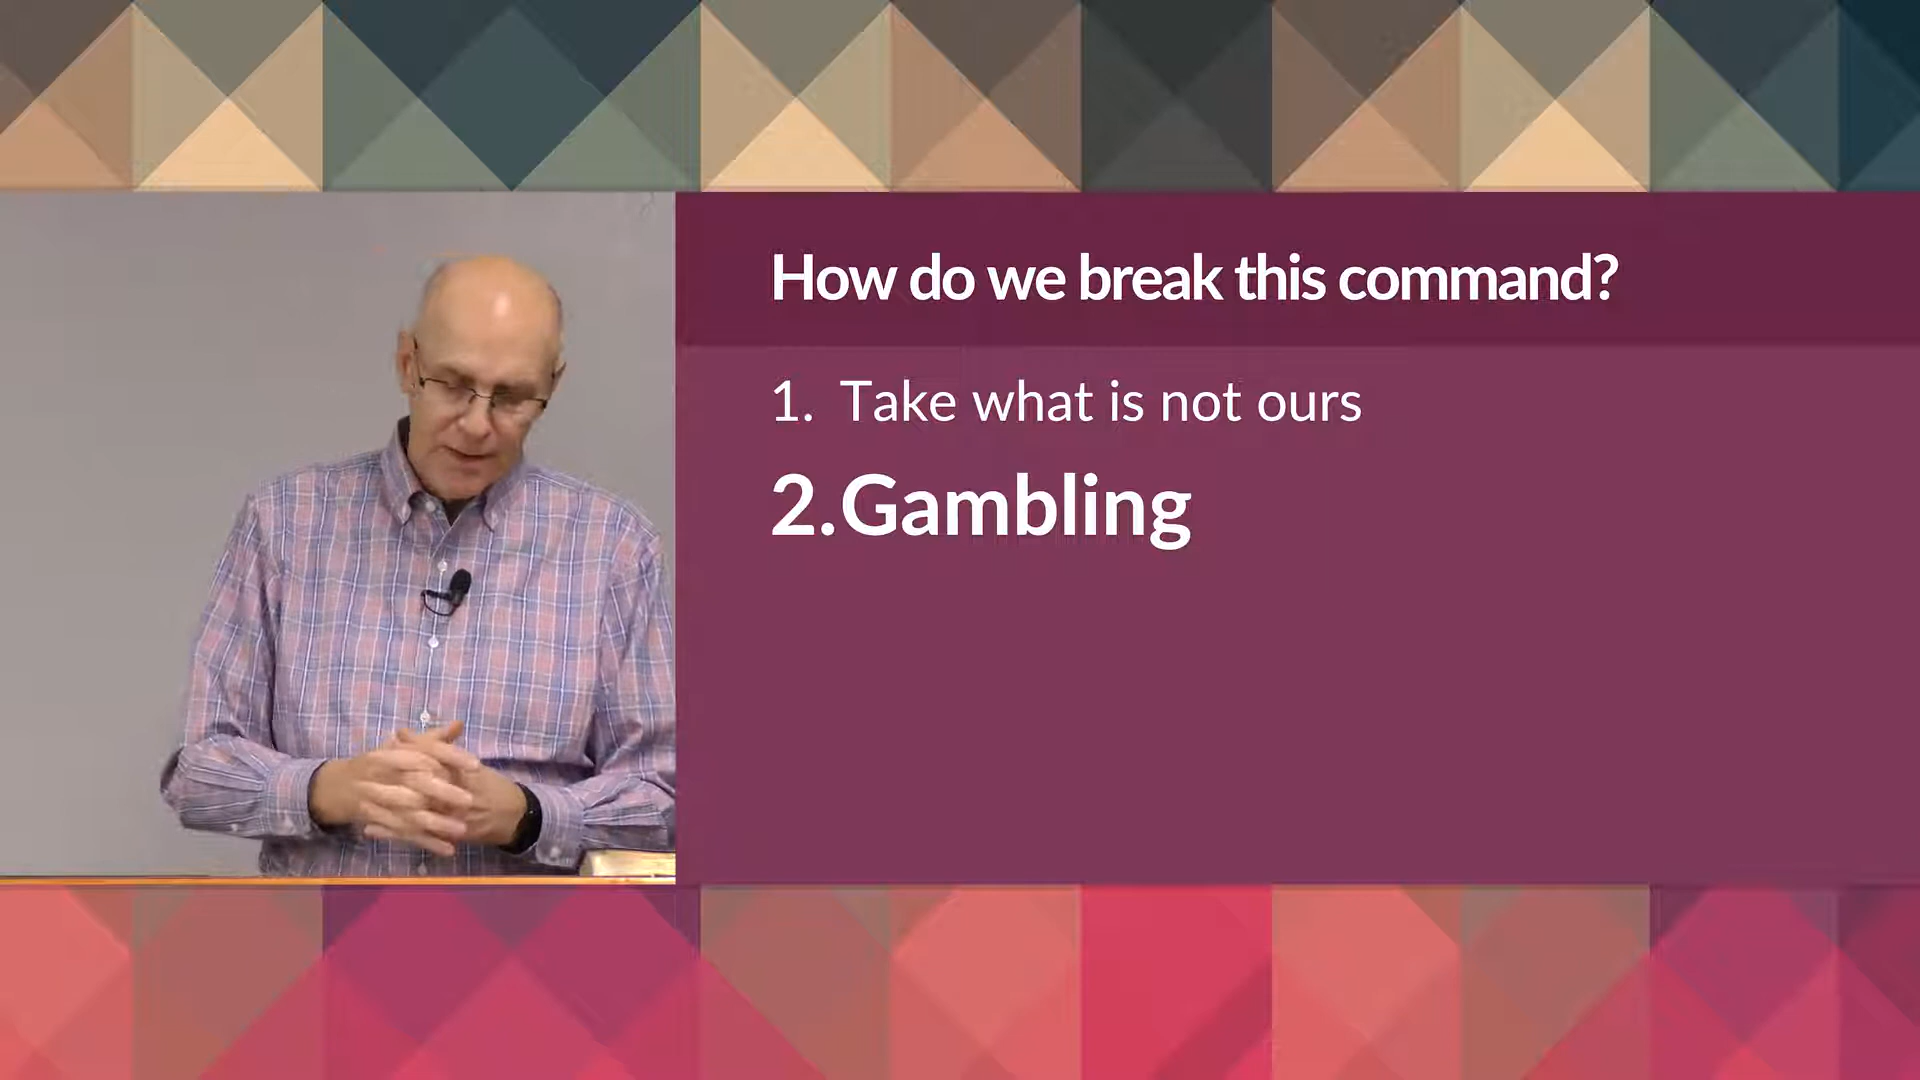 How do we break this command?
1. Take what is not ours
2.Gambling